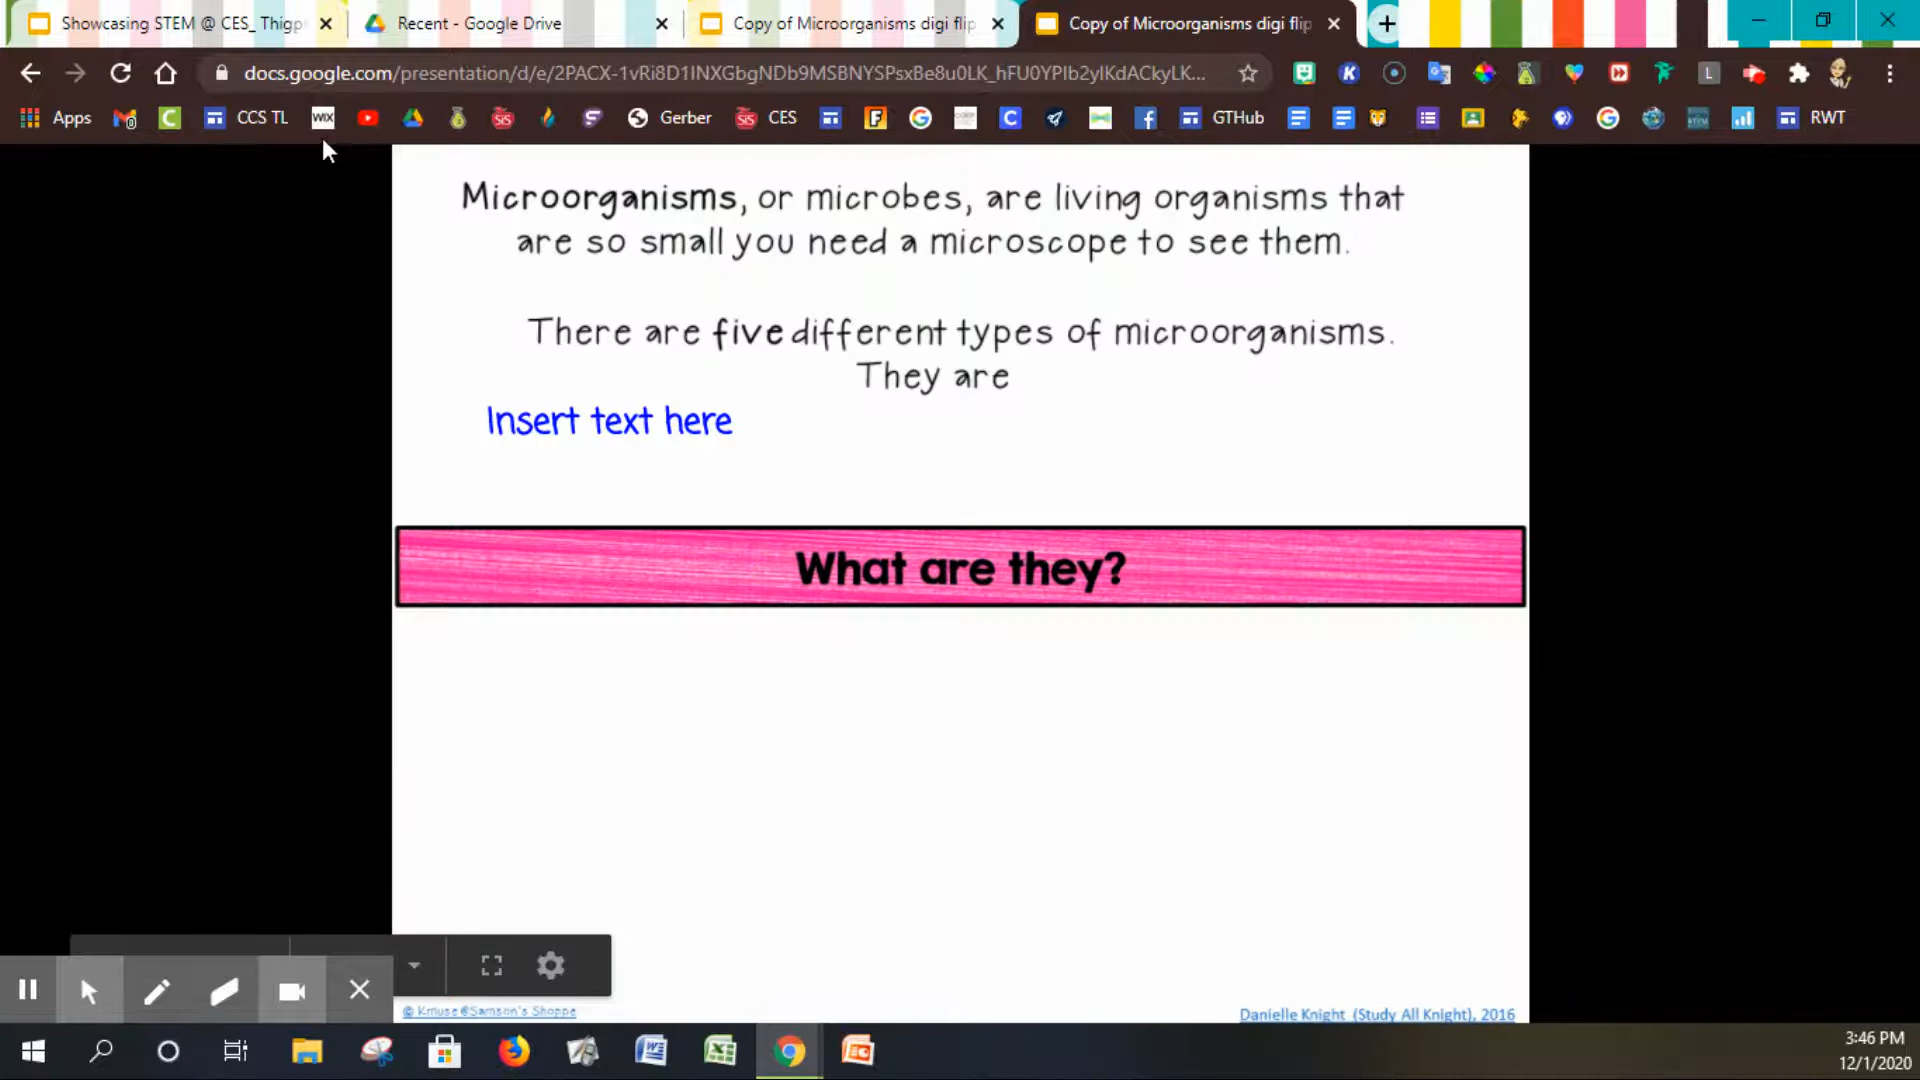 Showcasing STEM @ CES_ Thigp
Recent - Google Drive
Copy of Microorganisms digi flip
Copy of Microorganisms digi flip
docs.google.com/presentation/d/e/2PACX-1vRi8D1INXGbgNDb9MSBNYSPsxBe8u0LK_hFU0YPIb2yIKdACkyLK...
Apps
CCS TL
WIX
Gerber
CES
GTHub
RWT
Microorganisms, or microbes, are living organisms that
are so small you need a microscope to see them.
There are five different types of microorganisms.
They are
Insert text here
What are they?
Danielle Knight (Study All Knight), 2016
3:46 PM
12/1/2020